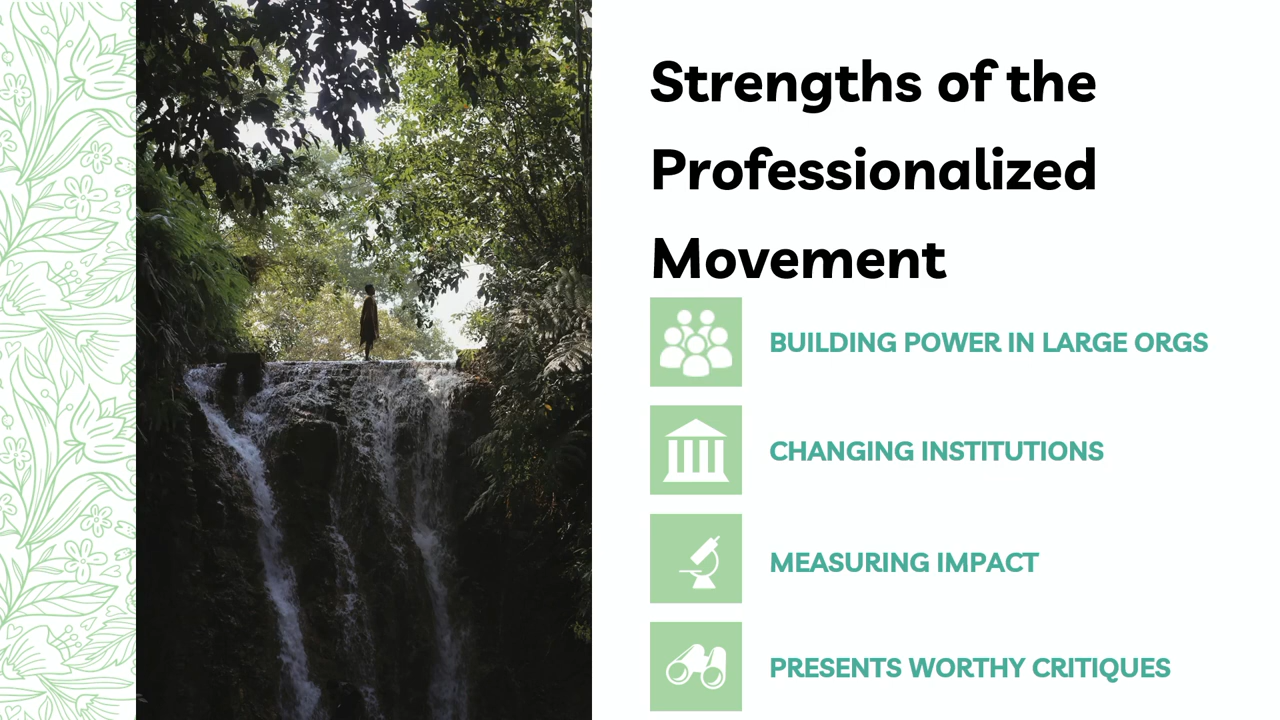 Strengths of the
Professionalized
Movement
BUILDING POWER IN LARGE ORGS
CHANGING INSTITUTIONS
MEASURING IMPACT
PRESENTS WORTHY CRITIQUES